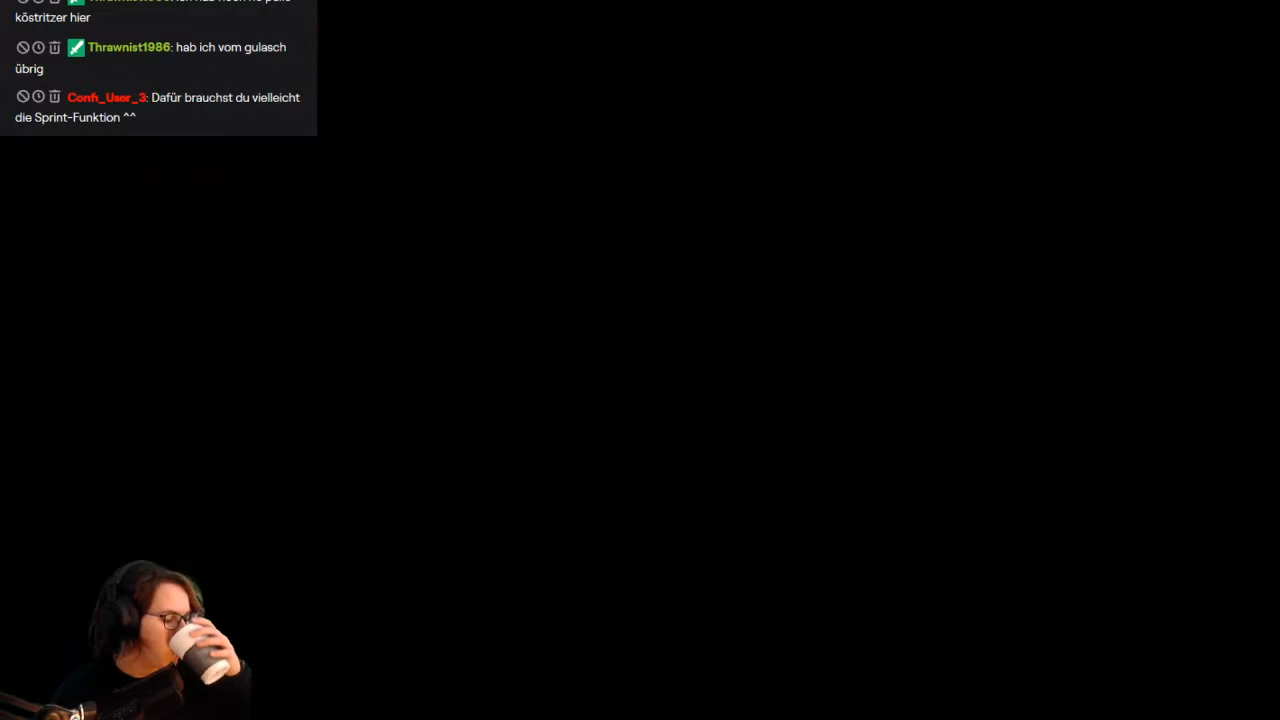 köstritzer hier
Thrawnist1986: hab ich vom gulasch
übrig
Confi_User_3: Dafür brauchst du vielleicht
die Sprint-Funktion ^^